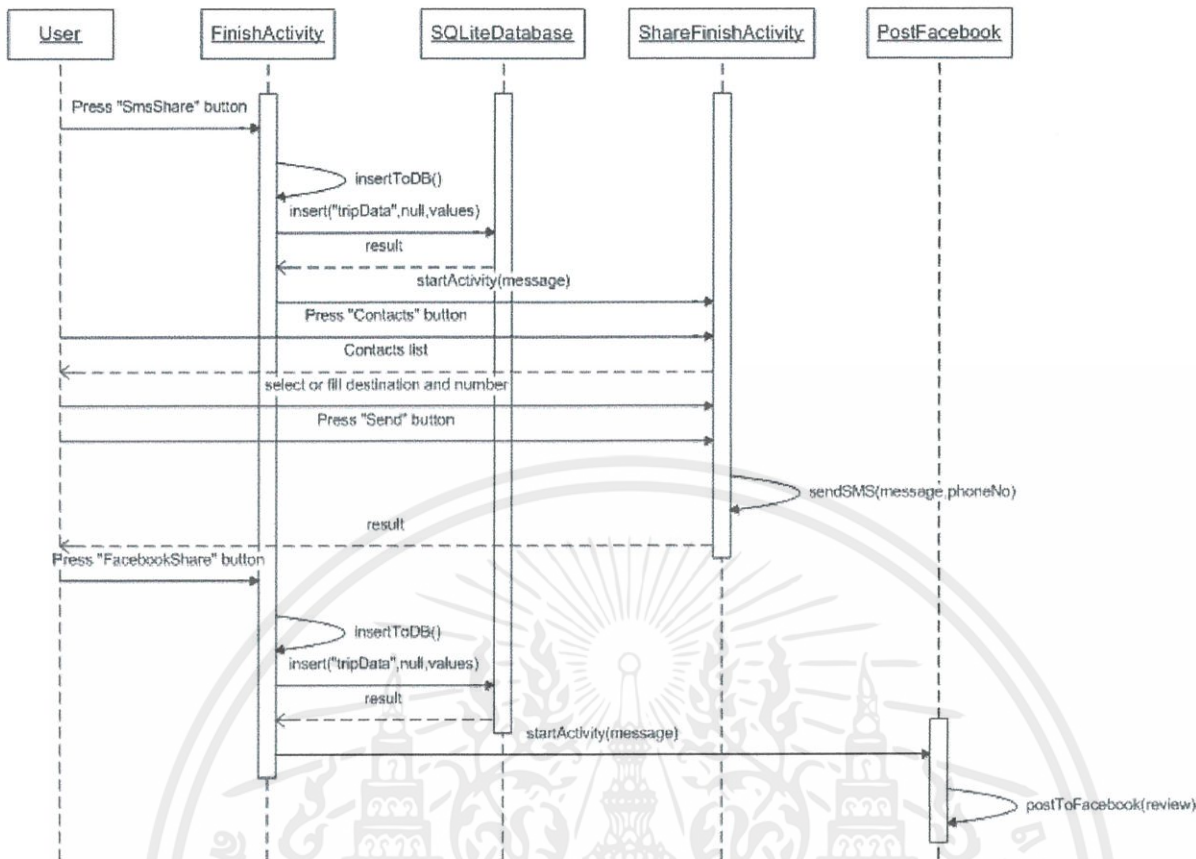 User
FinishActivity
SQLiteDatabase
ShareFinishActivity
PostFacebook
Press "SmsShare" button
insertToDB()
insert("tripData",null,values)
result
startActivity(message)
Press "Contacts" button
Contacts list
select or fill destination and number
Press "Send" button
sendSMS(message,phoneNo)
result
Press "FacebookShare" button
insertToDB()
insert("tripData",null,values)
result
startActivity(message)
postToFacebook(review)